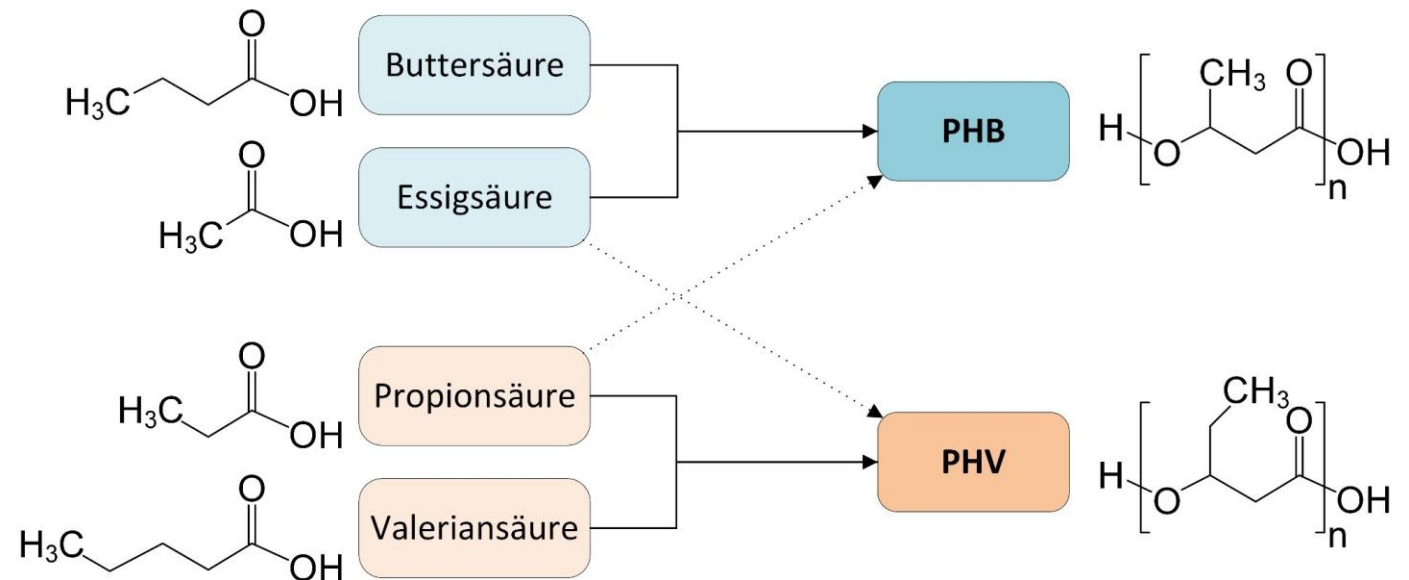 O
H₃C
OH
Buttersäure
O
H₃C
OH
Essigsäure
PHB
H
O
CH₃
O
OH
n
O
H₃C
OH
Propionsäure
O
H₃C
OH
Valeriansäure
PHV
H
O
CH₃
O
OH
n